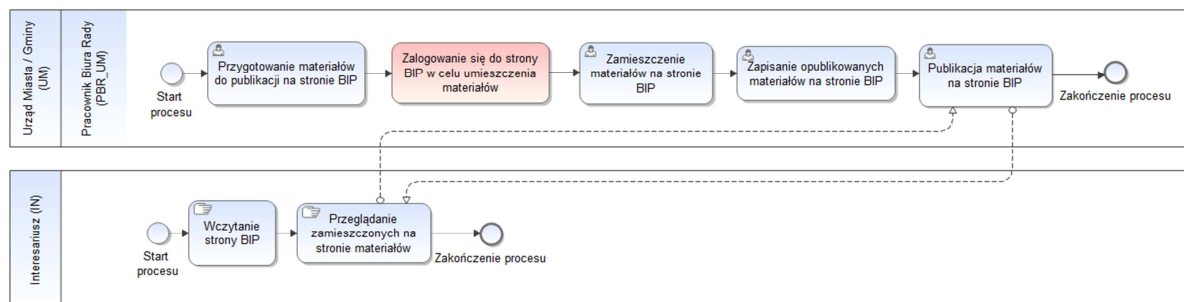 Urząd Miasta / Gminy
(UM)
Pracownik Biura Rady
(PBR_UM)
Start
procesu
Przygotowanie materiałów
do publikacji na stronie BIP
Zalogowanie się do strony
BIP w celu umieszczenia
materiałów
Zamieszczenie
materiałów na stronie
BIP
Zapisanie opublikowanych
materiałów na stronie BIP
Publikacja materiałów
na stronie BIP
Zakończenie procesu
Interesariusz (IN)
Start
procesu
Wczytanie
strony BIP
Przeglądanie
zamieszczonych na
stronie materiałów
Zakończenie procesu